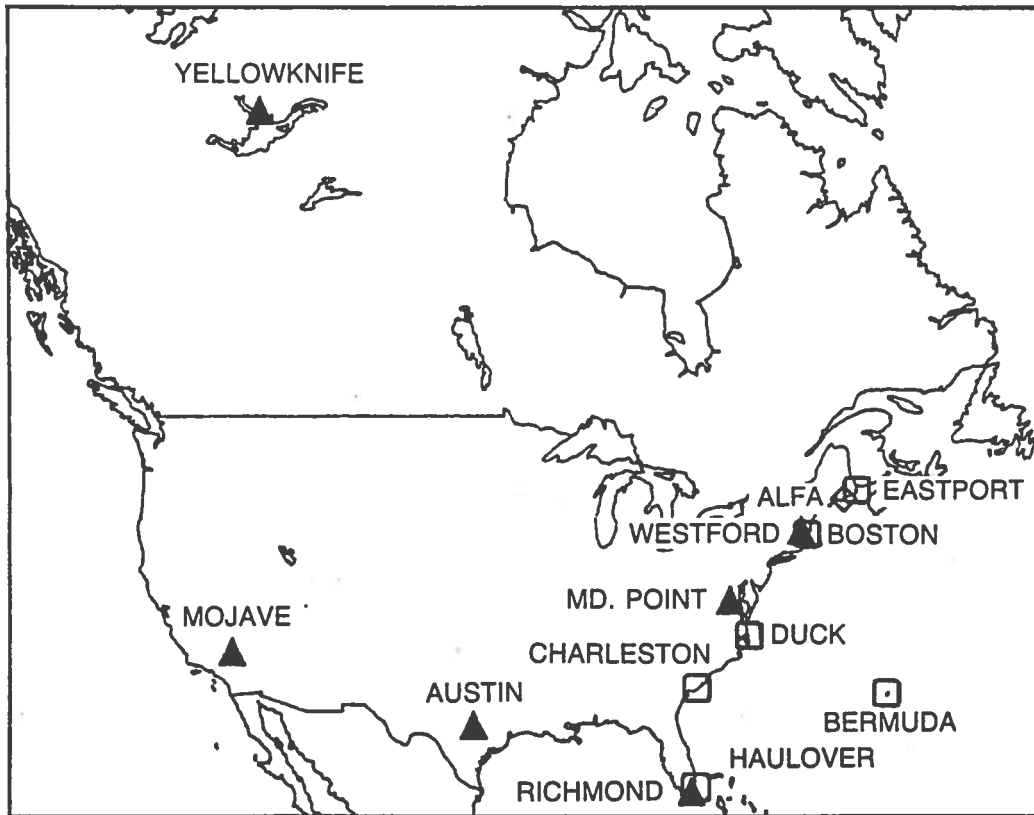 YELLOWKNIFE
ALFA
EASTPORT
WESTFORD
BOSTON
MD. POINT
MOJAVE
DUCK
CHARLESTON
AUSTIN
BERMUDA
HAULOVER
RICHMOND